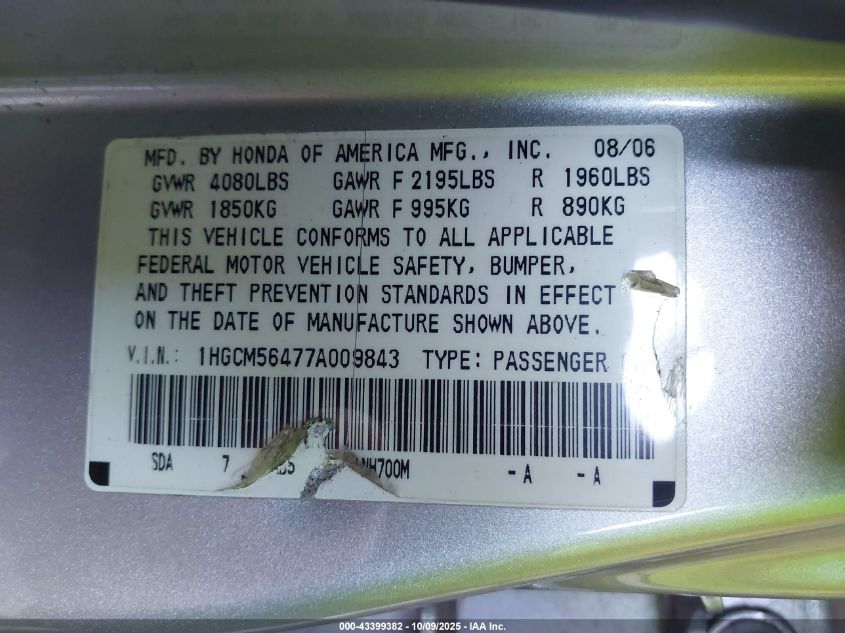 MFD. BY HONDA OF AMERICA MFG., INC. 08/06
GVWR 4080LBS GAWR F 2195LBS R 1960LBS
GVWR 1850KG GAWR F 995KG R 890KG
THIS VEHICLE CONFORMS TO ALL APPLICABLE
FEDERAL MOTOR VEHICLE SAFETY, BUMPER,
AND THEFT PREVENTION STANDARDS IN EFFECT
ON THE DATE OF MANUFACTURE SHOWN ABOVE.
V.I.N.: 1HGCM56477A009843 TYPE: PASSENGER
SDA 7 NH700M -A -A
000-43399382 - 10/09/2025 - IAA Inc.